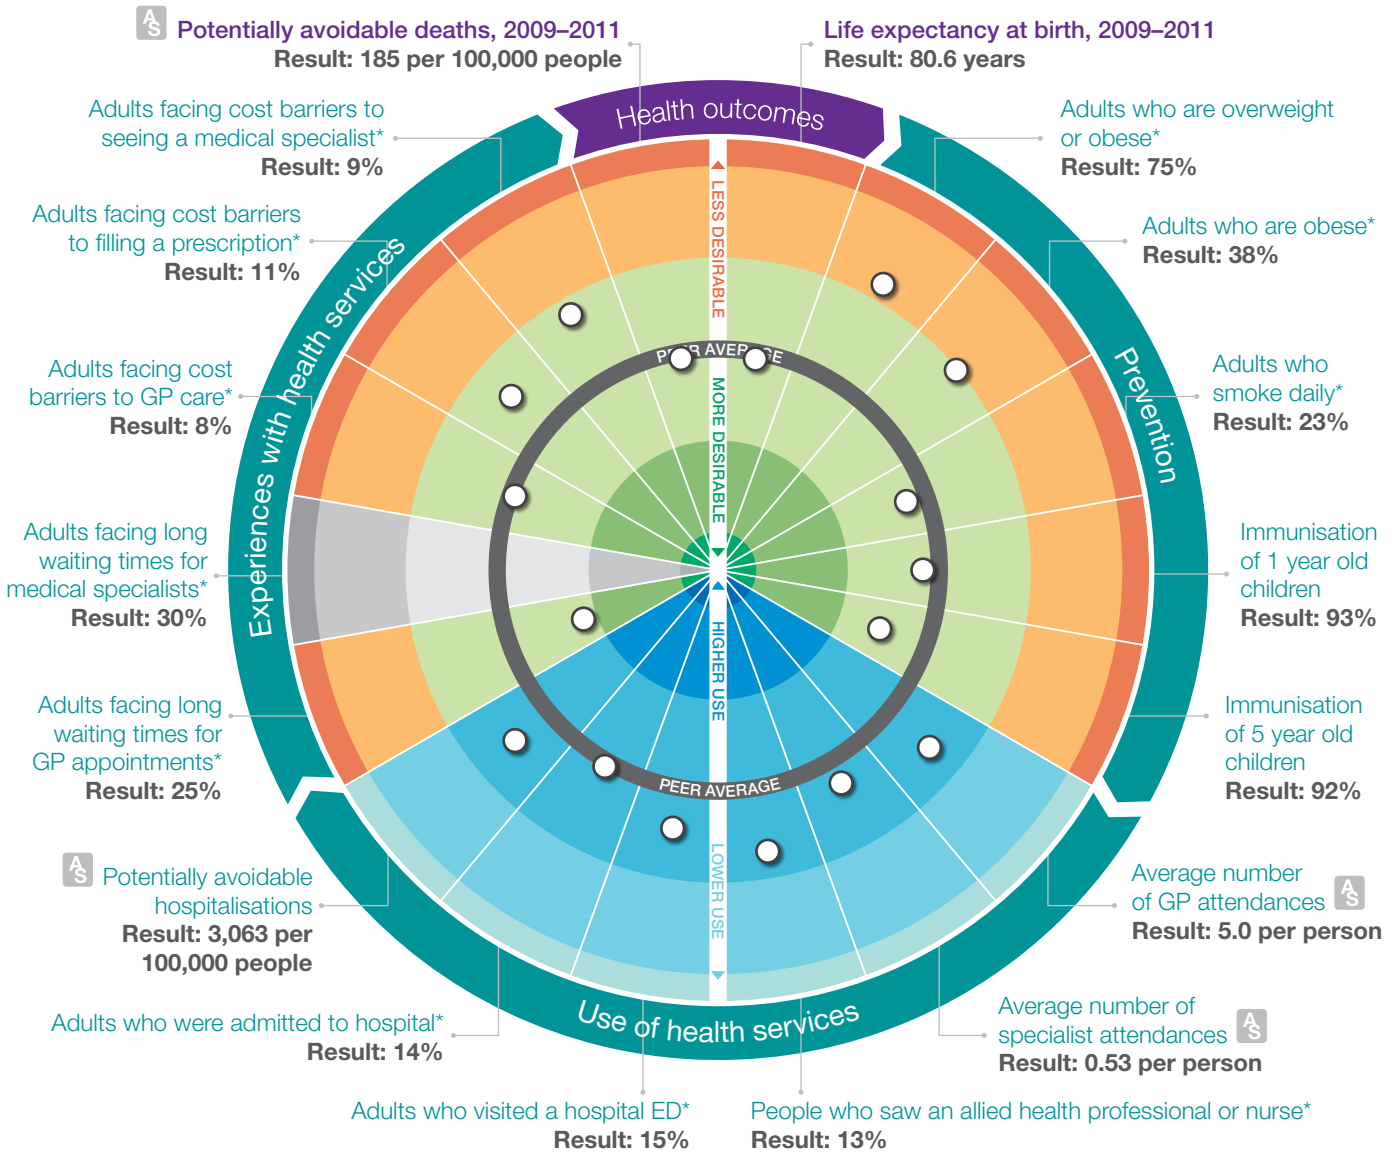 AS Potentially avoidable deaths, 2009–2011
Result: 185 per 100,000 people
Life expectancy at birth, 2009–2011
Result: 80.6 years
Health outcomes
Adults facing cost barriers to
seeing a medical specialist*
Result: 9%
Adults who are overweight
or obese*
Result: 75%
Adults facing cost barriers
to filling a prescription*
Result: 11%
Adults who are obese*
Result: 38%
Adults facing cost
barriers to GP care*
Result: 8%
Adults who
smoke daily*
Result: 23%
Adults facing long
waiting times for
medical specialists*
Result: 30%
Immunisation
of 1 year old
children
Result: 93%
Adults facing long
waiting times for
GP appointments*
Result: 25%
Immunisation
of 5 year old
children
Result: 92%
Experiences with health services
Prevention
LESS DESIRABLE
PEER AVERAGE
MORE DESIRABLE
HIGHER USE
PEER AVERAGE
LOWER USE
Use of health services
AS Potentially avoidable
hospitalisations
Result: 3,063 per
100,000 people
Average number
of GP attendances AS
Result: 5.0 per person
Adults who were admitted to hospital*
Result: 14%
Average number of
specialist attendances AS
Result: 0.53 per person
Adults who visited a hospital ED*
Result: 15%
People who saw an allied health professional or nurse*
Result: 13%